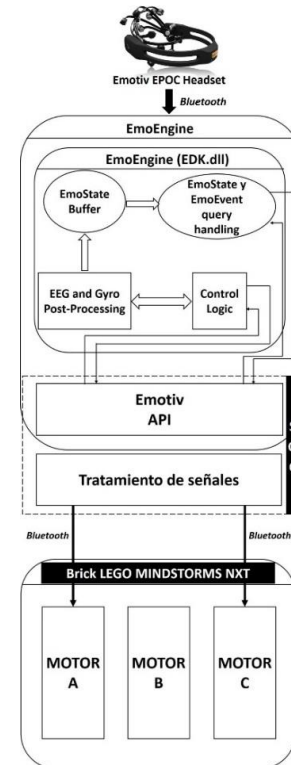 Emotiv EPOC Headset
Bluetooth
EmoEngine
EmoEngine (EDK.dll)
EmoState
Buffer
EmoState y
EmoEvent
query
handling
EEG and Gyro
Post-Processing
Control
Logic
Emotiv
API
Tratamiento de señales
Bluetooth
Bluetooth
Brick LEGO MINDSTORMS NXT
MOTOR
A
MOTOR
B
MOTOR
C